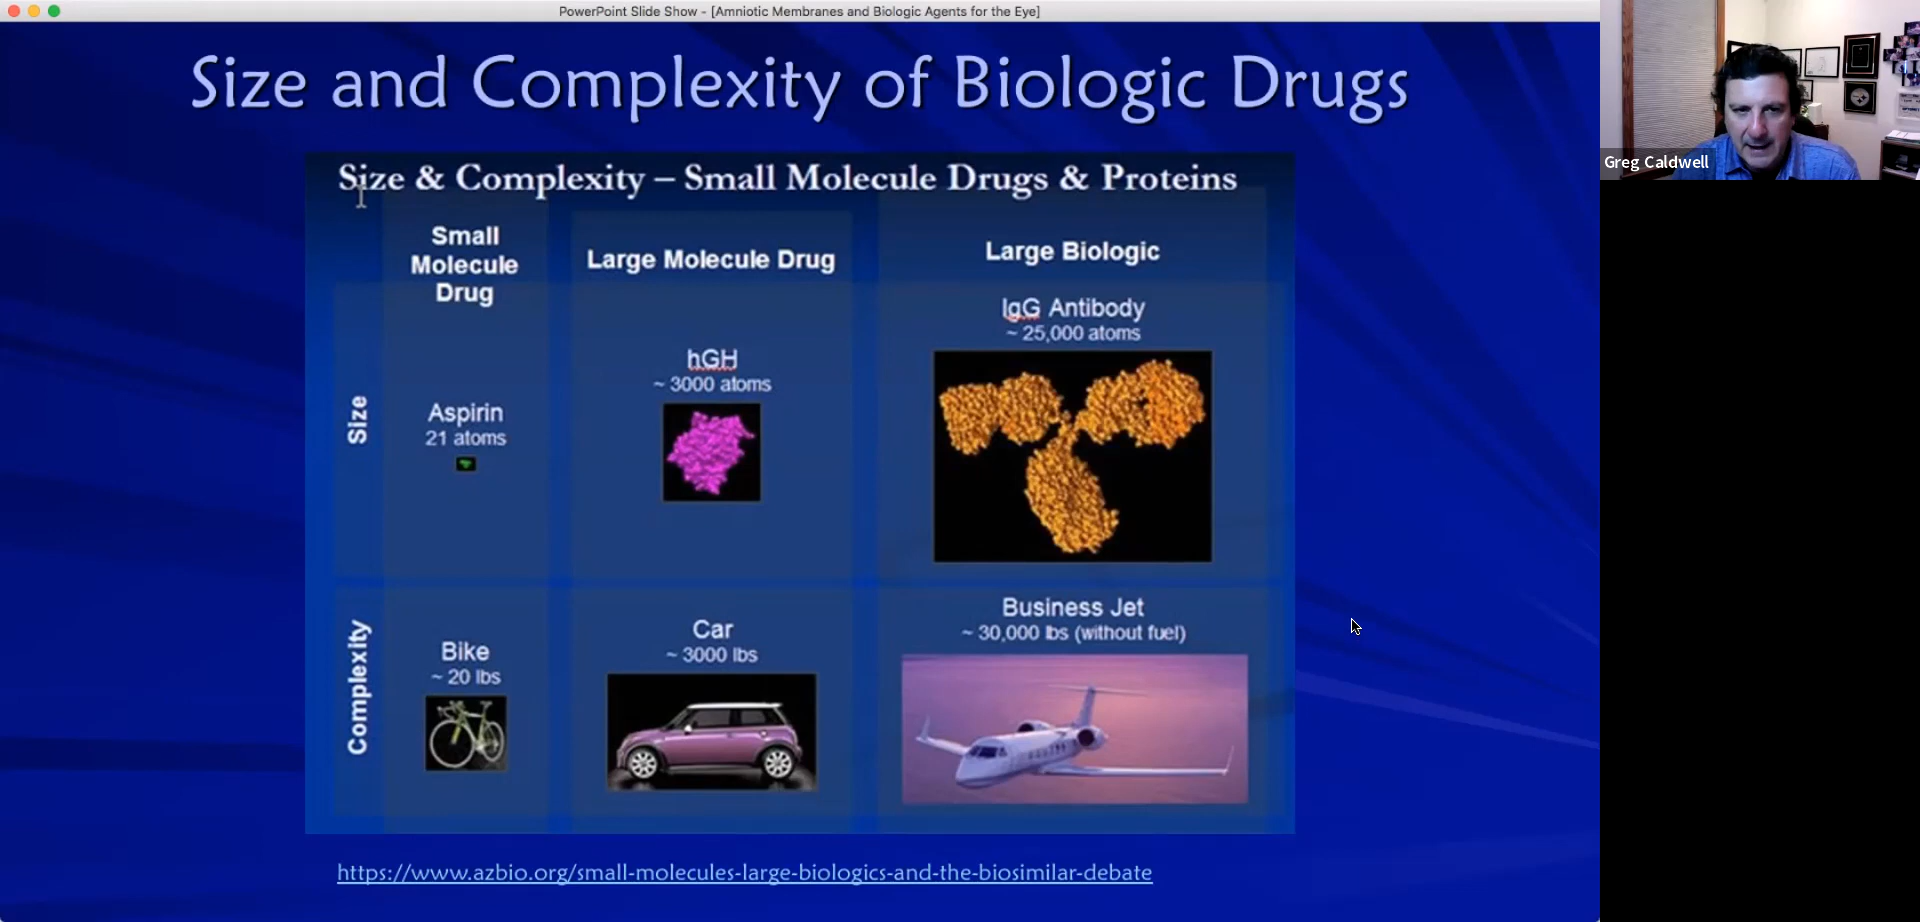 PowerPoint Slide Show - [Amniotic Membranes and Biologic Agents for the Eye]
Size and Complexity of Biologic Drugs
Size & Complexity – Small Molecule Drugs & Proteins
Small
Molecule
Drug
Large Molecule Drug
Large Biologic
Size
Aspirin
21 atoms
hGH
~ 3000 atoms
IgG Antibody
~ 25,000 atoms
Complexity
Bike
~ 20 lbs
Car
~ 3000 lbs
Business Jet
~ 30,000 lbs (without fuel)
https://www.azbio.org/small-molecules-large-biologics-and-the-biosimilar-debate
Greg Caldwell